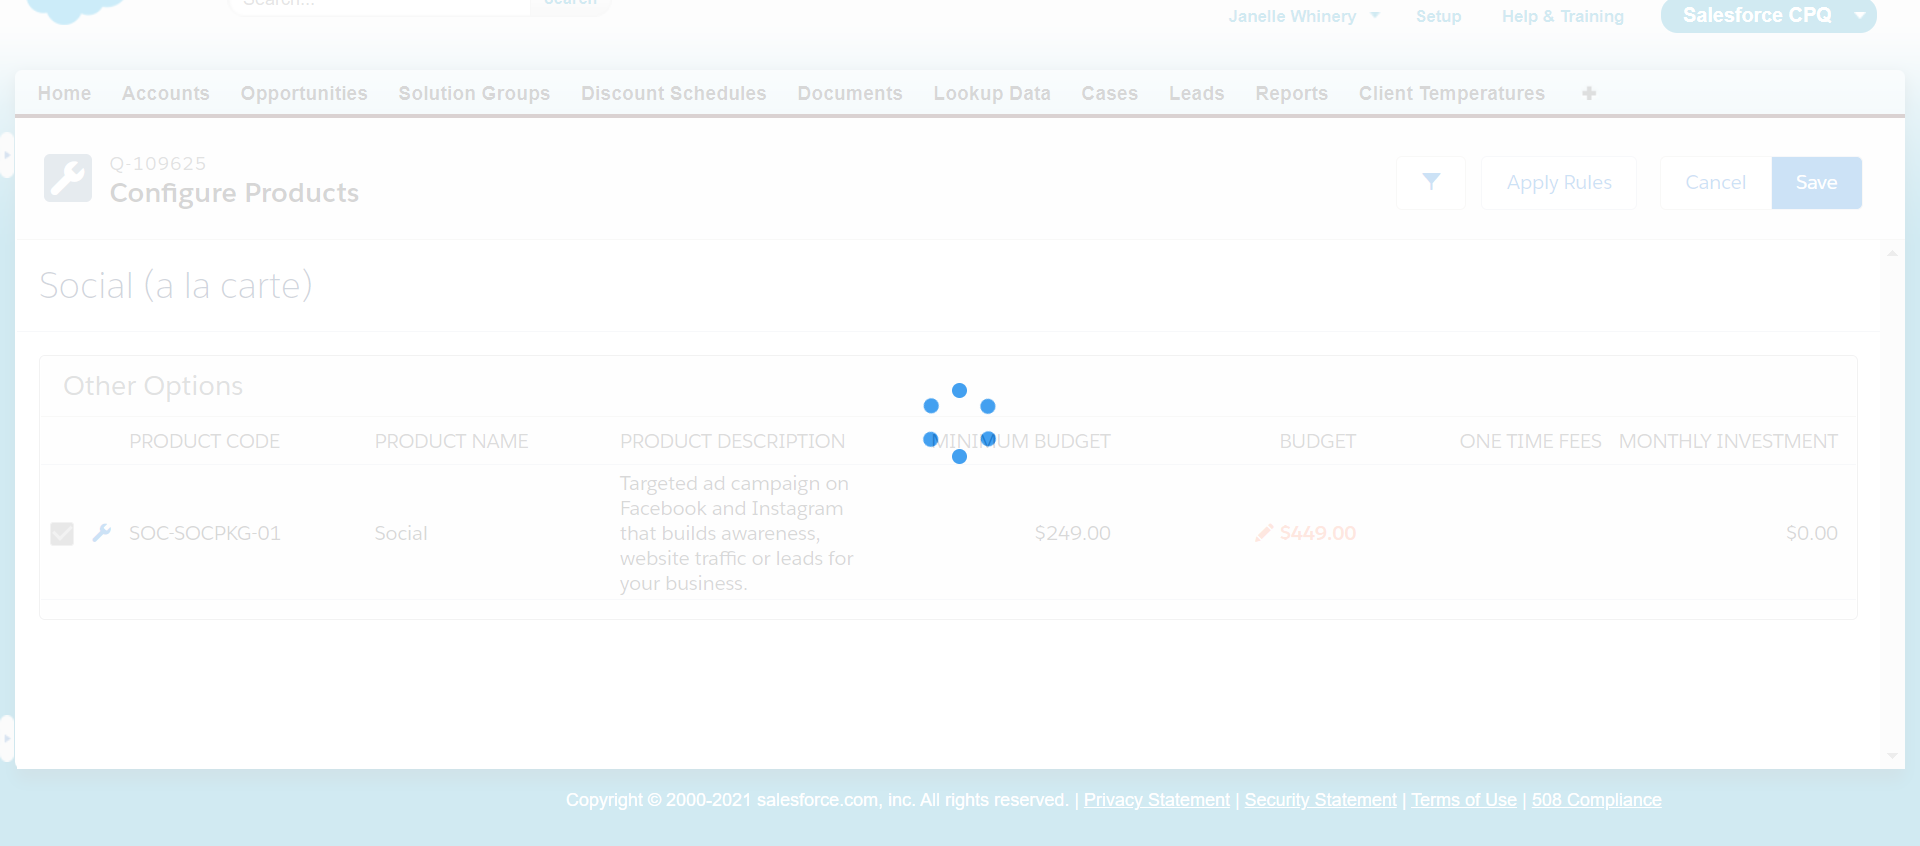 Search...
Search
Janelle Whinery
Setup
Help & Training
Salesforce CPQ
Home Accounts Opportunities Solution Groups Discount Schedules Documents Lookup Data Cases Leads Reports Client Temperatures
Q-109625
Configure Products
Apply Rules
Cancel
Save
Social (a la carte)
Other Options
PRODUCT CODE PRODUCT NAME PRODUCT DESCRIPTION MINIMUM BUDGET BUDGET ONE TIME FEES MONTHLY INVESTMENT
SOC-SOCPKG-01
Social
Targeted ad campaign on
Facebook and Instagram
that builds awareness,
website traffic or leads for
your business.
$249.00
$449.00
$0.00
Copyright © 2000-2021 salesforce.com, inc. All rights reserved. | Privacy Statement | Security Statement | Terms of Use | 508 Compliance